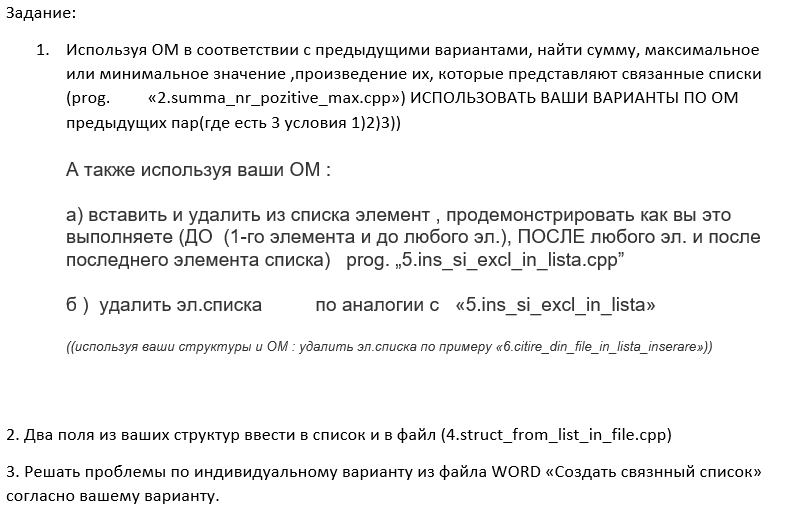 Задание:
1. Используя ОМ в соответствии с предыдущими вариантами, найти сумму, максимальное
или минимальное значение ,произведение их, которые представляют связанные списки
(prog. «2.summa_nr_pozitive_max.cpp») ИСПОЛЬЗОВАТЬ ВАШИ ВАРИАНТЫ ПО ОМ
предыдущих пар(где есть 3 условия 1)2)3))
А также используя ваши ОМ :
а) вставить и удалить из списка элемент , продемонстрировать как вы это
выполняете (ДО (1-го элемента и до любого эл.), ПОСЛЕ любого эл. и после
последнего элемента списка) prog. „5.ins_si_excl_in_lista.cpp”
б ) удалить эл.списка по аналогии с «5.ins_si_excl_in_lista»
((используя ваши структуры и ОМ : удалить эл.списка по примеру «6.citire_din_file_in_lista_inserare»))
2. Два поля из ваших структур ввести в список и в файл (4.struct_from_list_in_file.cpp)
3. Решать проблемы по индивидуальному варианту из файла WORD «Создать связнный список»
согласно вашему варианту.